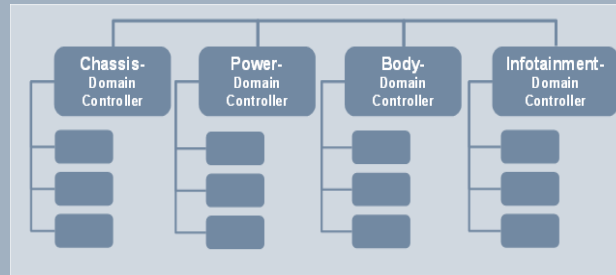 Chassis-
Domain
Controller
Power-
Domain
Controller
Body-
Domain
Controller
Infotainment-
Domain
Controller